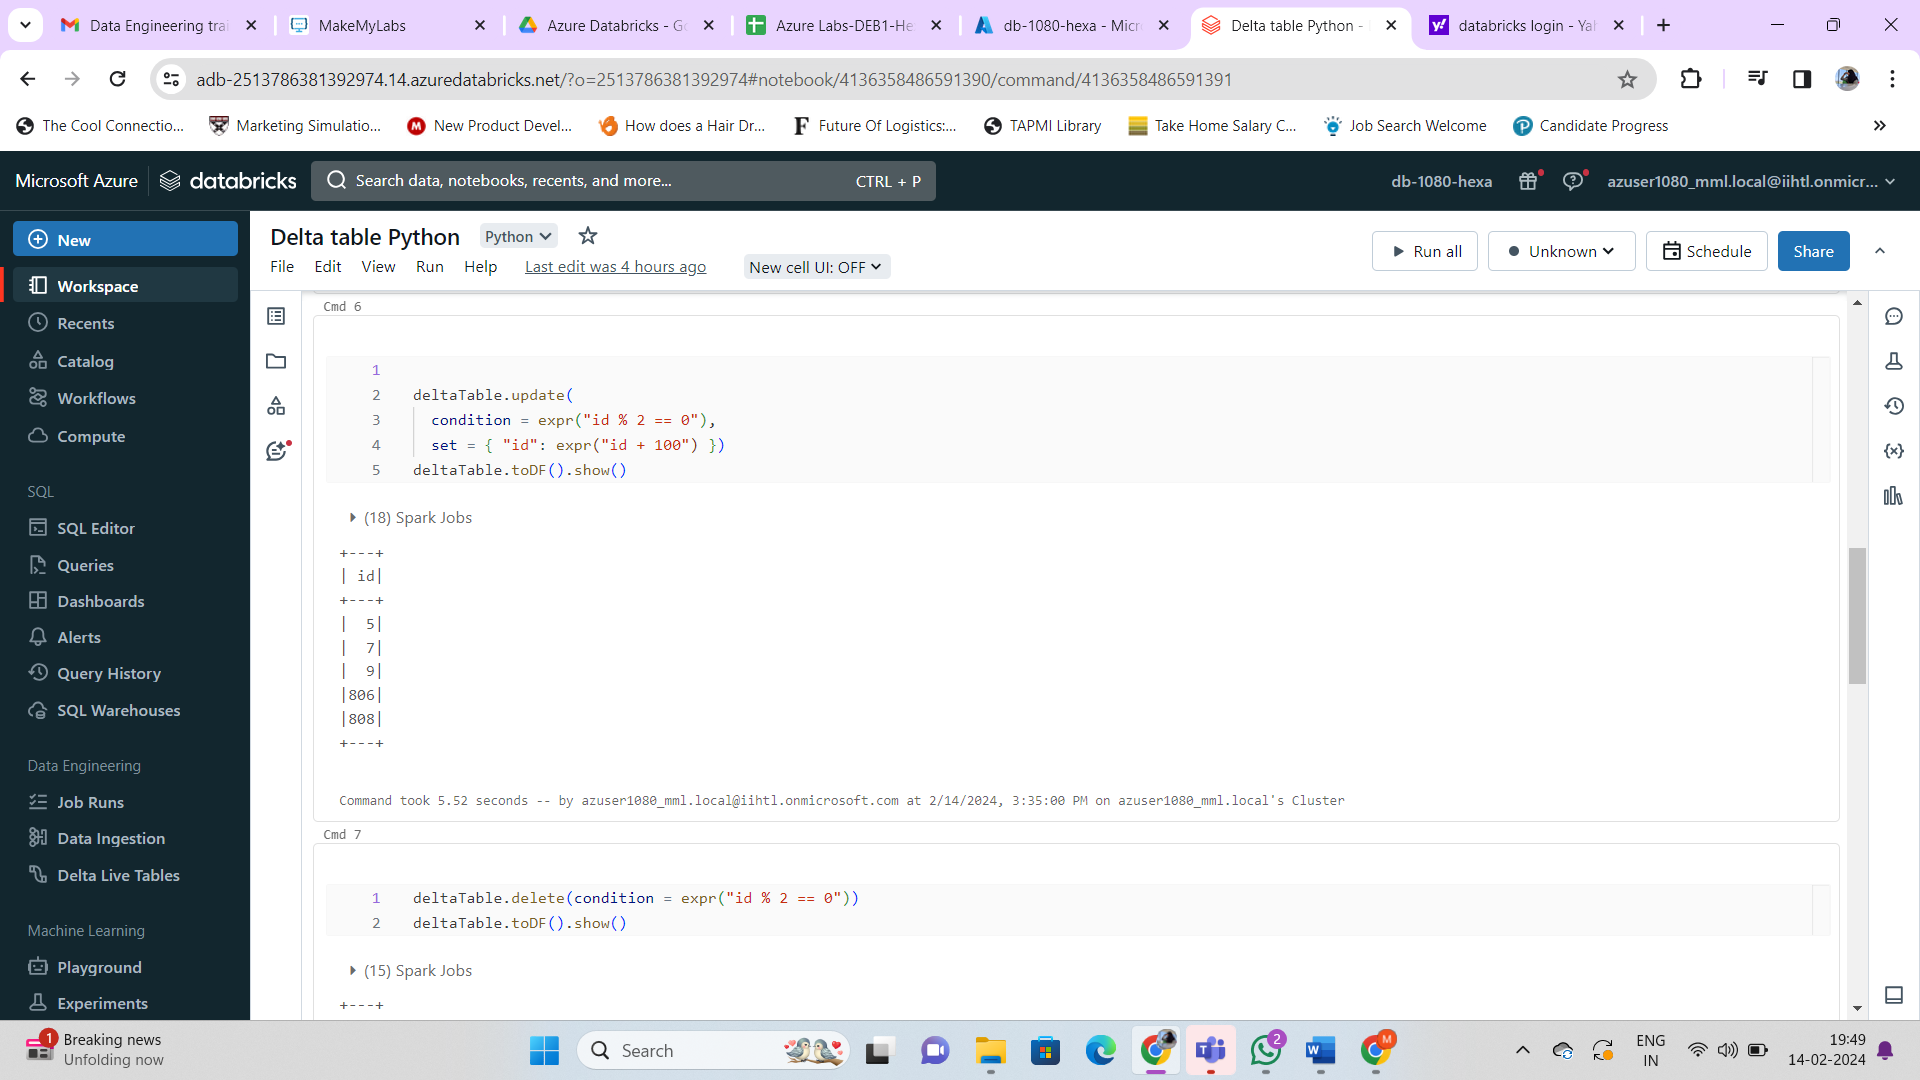 Data Engineering trai
MakeMyLabs
Azure Databricks - Go
Azure Labs-DEB1-He
db-1080-hexa - Micr
Delta table Python -
databricks login - Yah
adb-2513786381392974.14.azuredatabricks.net/?o=2513786381392974#notebook/4136358486591390/command/4136358486591391
The Cool Connectio...
Marketing Simulatio...
New Product Devel...
How does a Hair Dr...
Future Of Logistics:...
TAPMI Library
Take Home Salary C...
Job Search Welcome
Candidate Progress
Microsoft Azure
databricks
Search data, notebooks, recents, and more...
CTRL + P
db-1080-hexa
azuser1080_mml.local@iihtl.onmicr...
New
Workspace
Recents
Catalog
Workflows
Compute
SQL
SQL Editor
Queries
Dashboards
Alerts
Query History
SQL Warehouses
Data Engineering
Job Runs
Data Ingestion
Delta Live Tables
Machine Learning
Playground
Experiments
Delta table Python
Python
File Edit View Run Help Last edit was 4 hours ago New cell UI: OFF
Run all
Unknown
Schedule
Share
Cmd 6
1
2 deltaTable.update(
3 condition = expr("id % 2 == 0"),
4 set = { "id": expr("id + 100") })
5 deltaTable.toDF().show()
(18) Spark Jobs
+---+
| id|
+---+
|  5|
|  7|
|  9|
|806|
|808|
+---+
Command took 5.52 seconds -- by azuser1080_mml.local@iihtl.onmicrosoft.com at 2/14/2024, 3:35:00 PM on azuser1080_mml.local's Cluster
Cmd 7
1 deltaTable.delete(condition = expr("id % 2 == 0"))
2 deltaTable.toDF().show()
(15) Spark Jobs
+---+
1
Breaking news
Unfolding now
Search
2
M
ENG
IN
19:49
14-02-2024